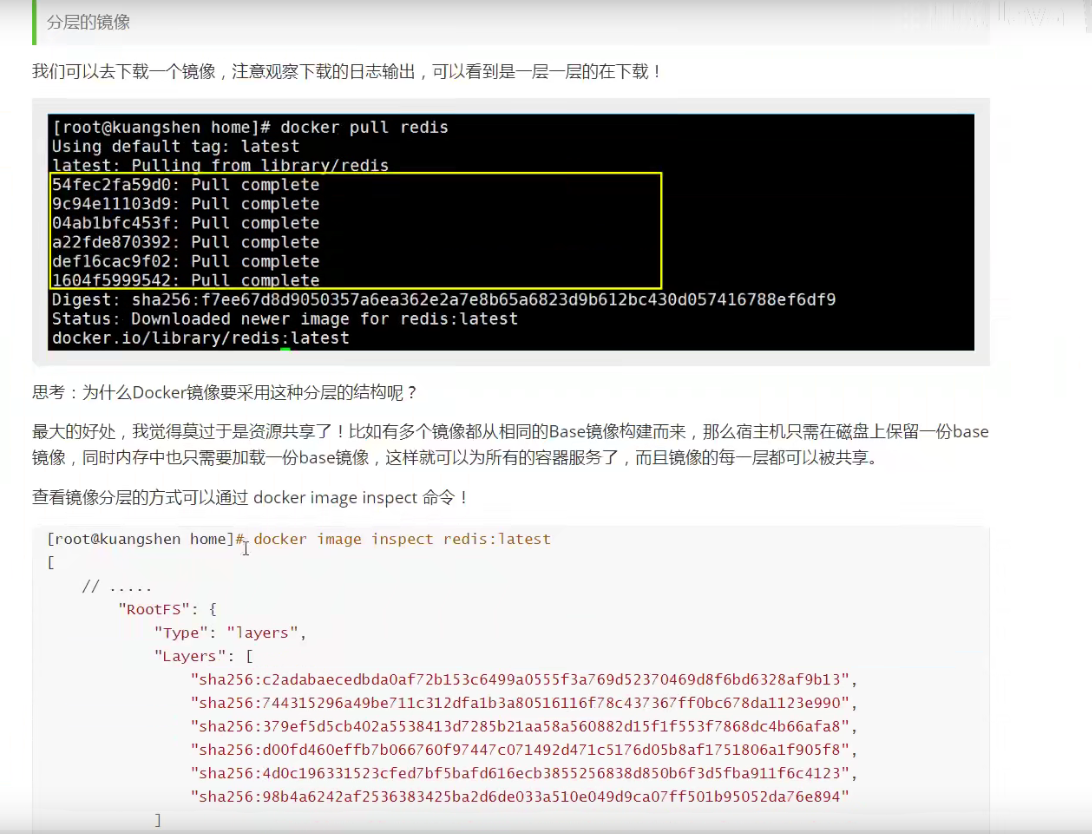 分层的镜像
我们可以去下载一个镜像，注意观察下载的日志输出，可以看到是一层一层的在下载！
[root@kuangshen home]# docker pull redis
Using default tag: latest
latest: Pulling from library/redis
54fec2fa59d0: Pull complete
9c94e11103d9: Pull complete
04ab1bfc453f: Pull complete
a22fde870392: Pull complete
def16cac9f02: Pull complete
1604f5999542: Pull complete
Digest: sha256:f7ee67d8d9050357a6ea362e2a7e8b65a6823d9b612bc430d057416788ef6df9
Status: Downloaded newer image for redis:latest
docker.io/library/redis:latest
思考：为什么Docker镜像要采用这种分层的结构呢？
最大的好处，我觉得莫过于是资源共享了！比如有多个镜像都从相同的Base镜像构建而来，那么宿主机只需在磁盘上保留一份base
镜像，同时内存中也只需要加载一份base镜像，这样就可以为所有的容器服务了，而且镜像的每一层都可以被共享。
查看镜像分层的方式可以通过 docker image inspect 命令！
[root@kuangshen home]# docker image inspect redis:latest
[
// .....
"RootFS": {
"Type": "layers",
"Layers": [
"sha256:c2adabaecedbda0af72b153c6499a0555f3a769d52370469d8f6bd6328af9b13",
"sha256:744315296a49be711c312dfa1b3a80516116f78c437367ff0bc678da1123e990",
"sha256:379ef5d5cb402a5538413d7285b21aa58a560882d15f1f553f7868dc4b66afa8",
"sha256:d00fd460effb7b066760f97447c071492d471c5176d05b8af1751806a1f905f8",
"sha256:4d0c196331523cfed7bf5bafd616ecb3855256838d850b6f3d5fba911f6c4123",
"sha256:98b4a6242af2536383425ba2d6de033a510e049d9ca07ff501b95052da76e894"
]